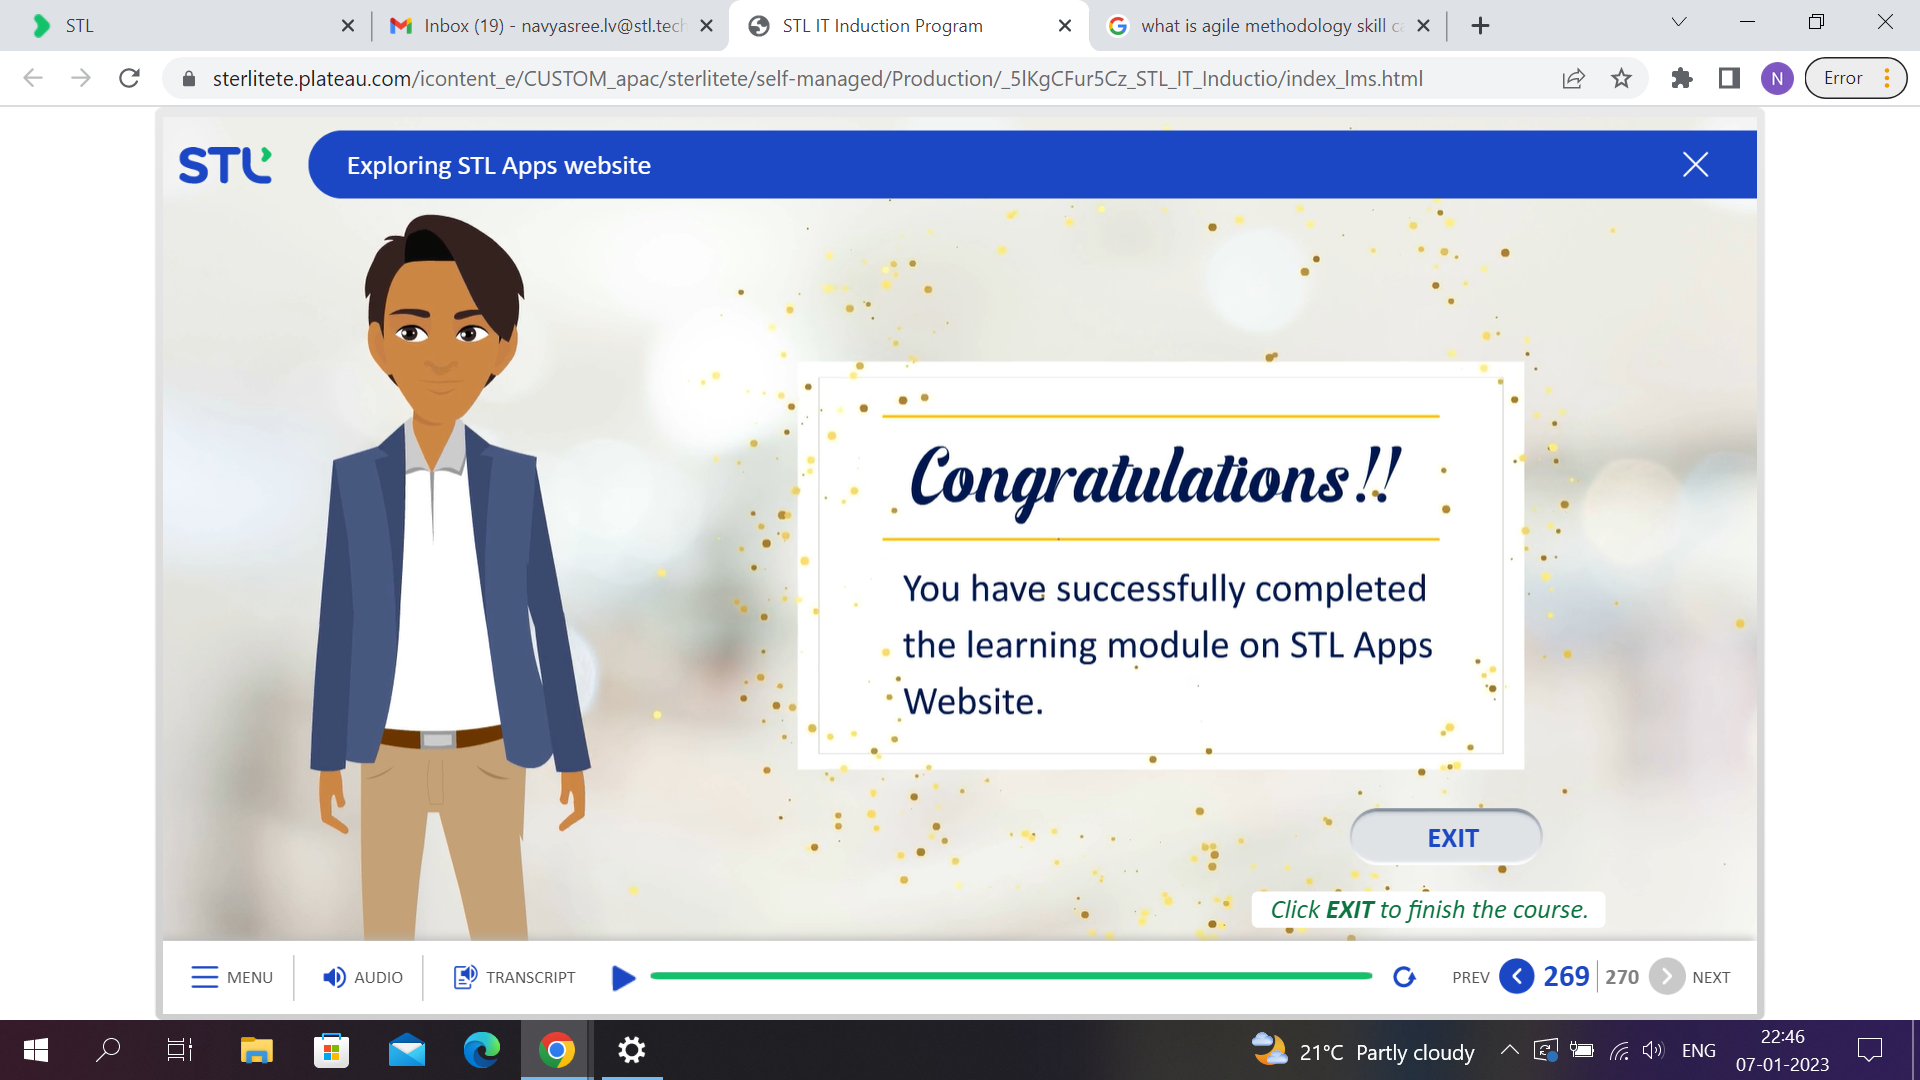 STL
Inbox (19) - navyasree.lv@stl.tech
STL IT Induction Program
what is agile methodology skill ca
sterlitete.plateau.com/icontent_e/CUSTOM_apac/sterlitete/self-managed/Production/_5lKgCFur5Cz_STL_IT_Inductio/index_lms.html
N
Error
STL
Exploring STL Apps website
Congratulations!!
You have successfully completed
the learning module on STL Apps
Website.
EXIT
Click EXIT to finish the course.
MENU
AUDIO
TRANSCRIPT
PREV
269
270
NEXT
21°C Partly cloudy
ENG
22:46
07-01-2023